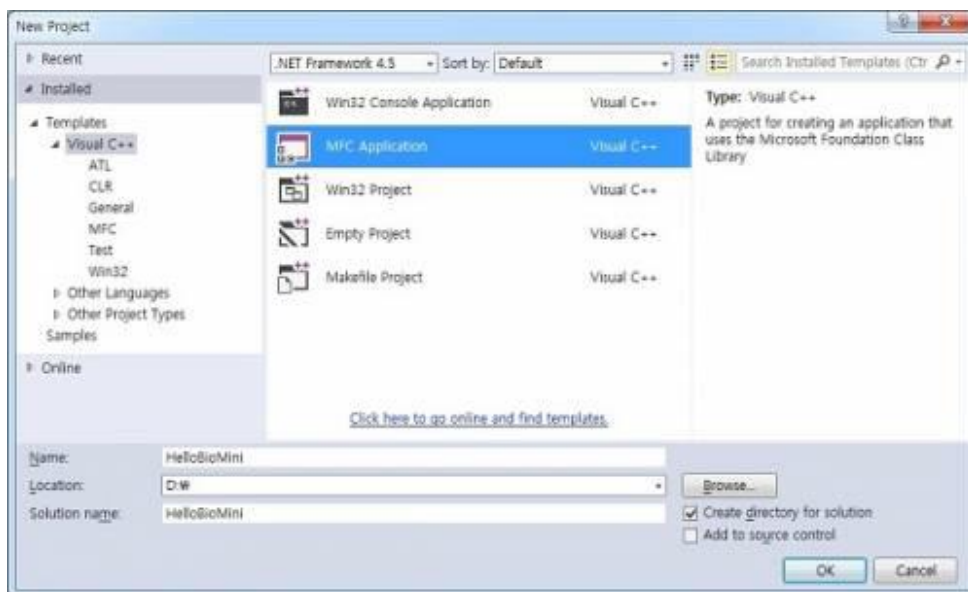 New Project
Recent
Installed
Templates
Visual C++
ATL
CLR
General
MFC
Test
Win32
Other Languages
Other Project Types
Samples
Online
.NET Framework 4.5 Sort by: Default
Search Installed Templates (Ctr
Win32 Console Application Visual C++
MFC Application Visual C++
Win32 Project Visual C++
Empty Project Visual C++
Makefile Project Visual C++
Click here to go online and find templates.
Type: Visual C++
A project for creating an application that
uses the Microsoft Foundation Class
Library
Name: HelloBioMini
Location: D:₩
Solution name: HelloBioMini
Browse...
Create directory for solution
Add to source control
OK Cancel